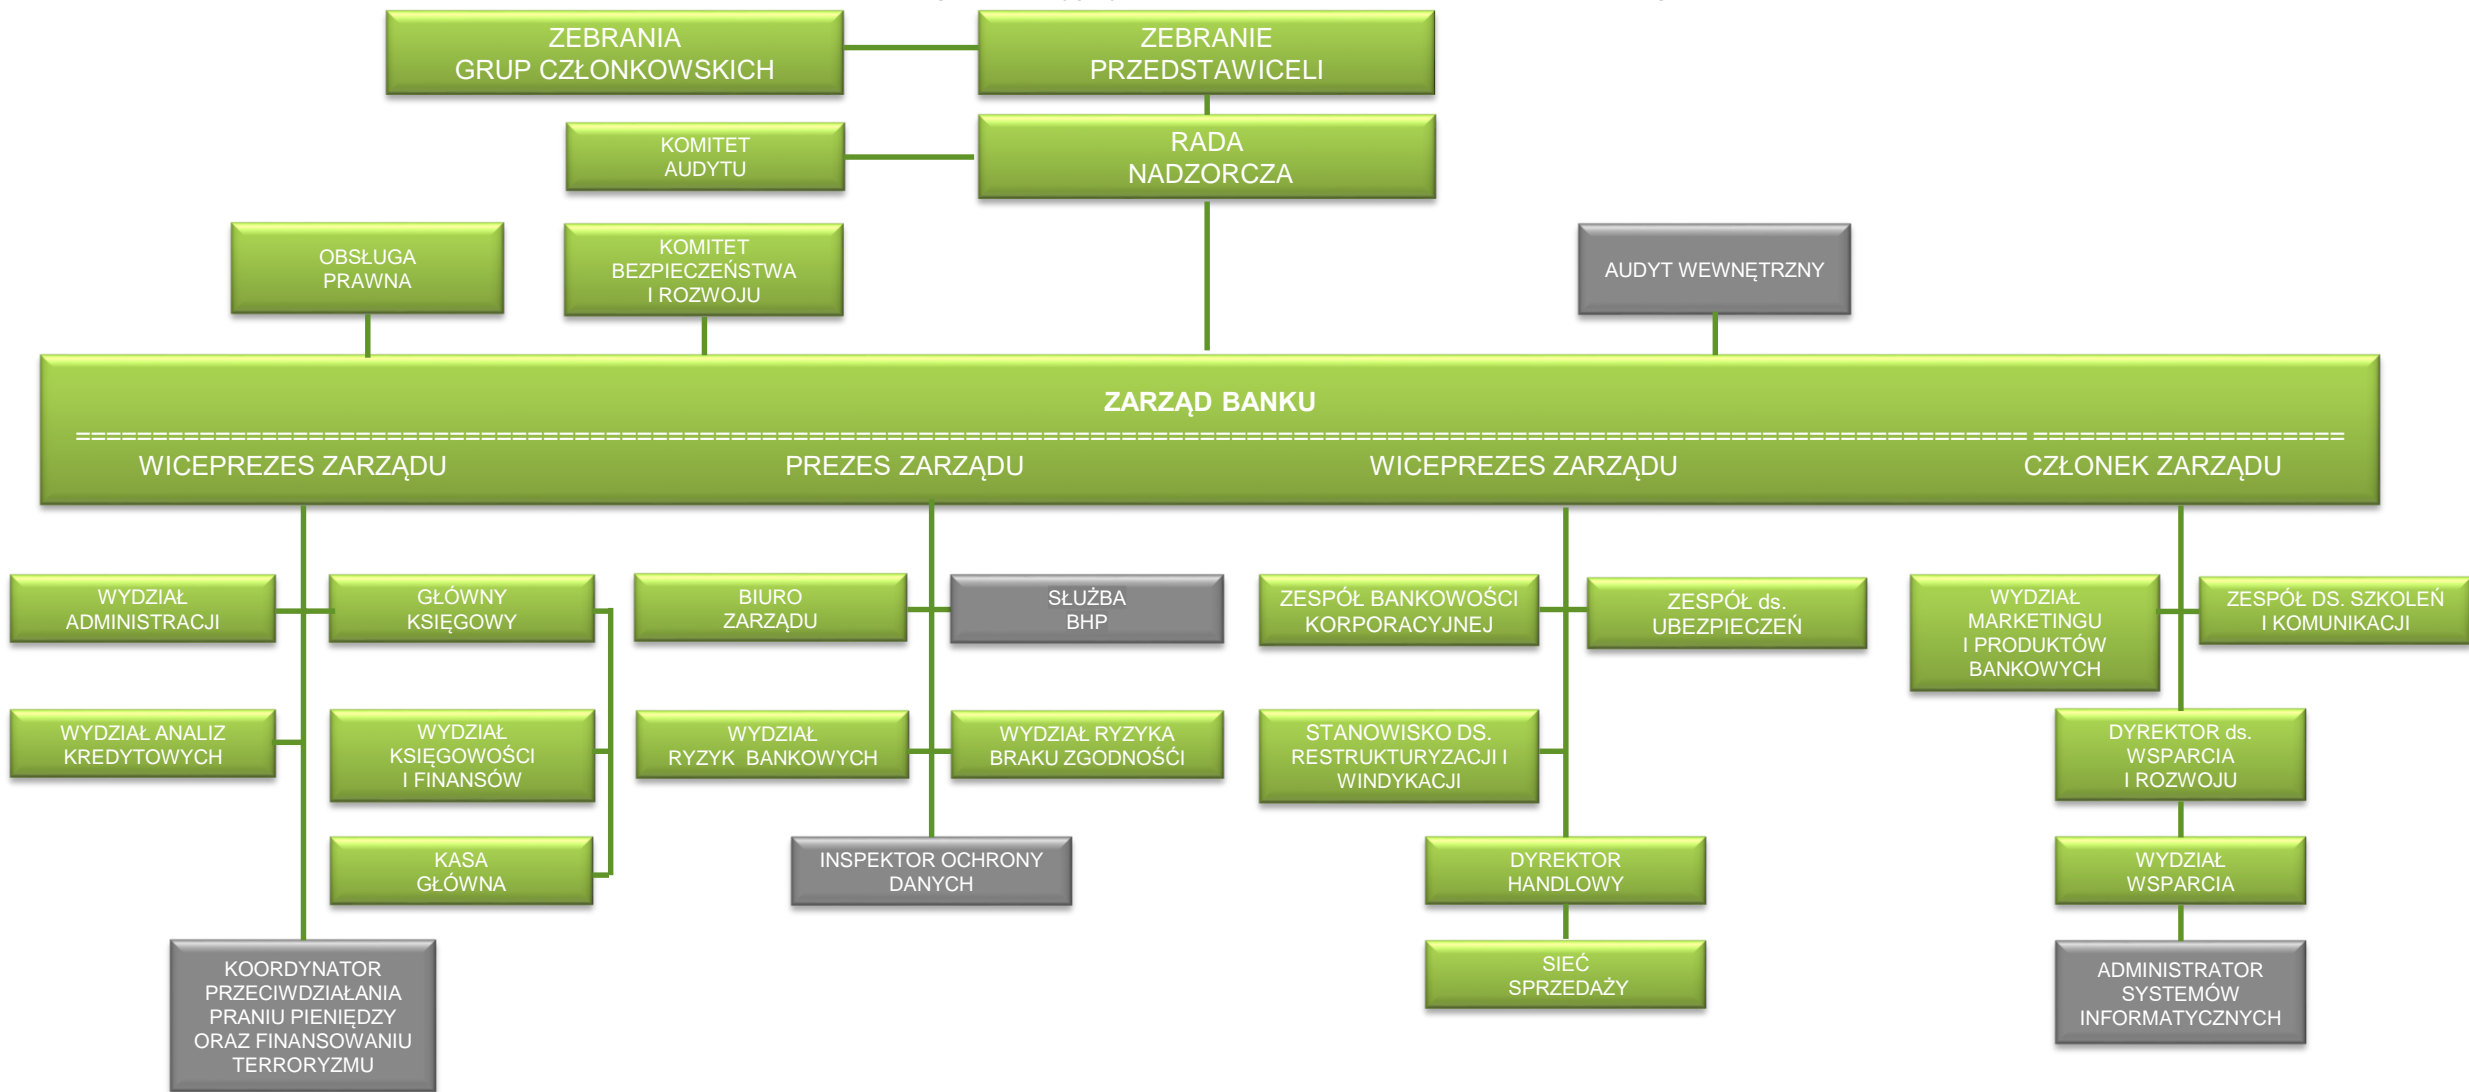 ZEBRANIA
GRUP CZŁONKOWSKICH
ZEBRANIE
PRZEDSTAWICELI
KOMITET
AUDYTU
RADA
NADZORCZA
OBSŁUGA
PRAWNA
KOMITET
BEZPIECZEŃSTWA
I ROZWOJU
AUDYT WEWNĘTRZNY
ZARZĄD BANKU
WICEPREZES ZARZĄDU
PREZES ZARZĄDU
WICEPREZES ZARZĄDU
CZŁONEK ZARZĄDU
WYDZIAŁ
ADMINISTRACJI
GŁÓWNY
KSIĘGOWY
BIURO
ZARZĄDU
SŁUŻBA
BHP
ZESPÓŁ BANKOWOŚCI
KORPORACYJNEJ
ZESPÓŁ ds.
UBEZPIECZEŃ
WYDZIAŁ
MARKETINGU
I PRODUKTÓW
BANKOWYCH
ZESPÓŁ DS. SZKOLEŃ
I KOMUNIKACJI
WYDZIAŁ ANALIZ
KREDYTOWYCH
WYDZIAŁ
KSIĘGOWOŚCI
I FINANSÓW
WYDZIAŁ
RYZYK BANKOWYCH
WYDZIAŁ RYZYKA
BRAKU ZGODNOŚĆI
STANOWISKO DS.
RESTRUKTURYZACJI I
WINDYKACJI
DYREKTOR ds.
WSPARCIA
I ROZWOJU
KASA
GŁÓWNA
INSPEKTOR OCHRONY
DANYCH
DYREKTOR
HANDLOWY
WYDZIAŁ
WSPARCIA
KOORDYNATOR
PRZECIWDZIAŁANIA
PRANIU PIENIĘDZY
ORAZ FINANSOWANIU
TERRORYZMU
SIEĆ
SPRZEDAŻY
ADMINISTRATOR
SYSTEMÓW
INFORMATYCZNYCH